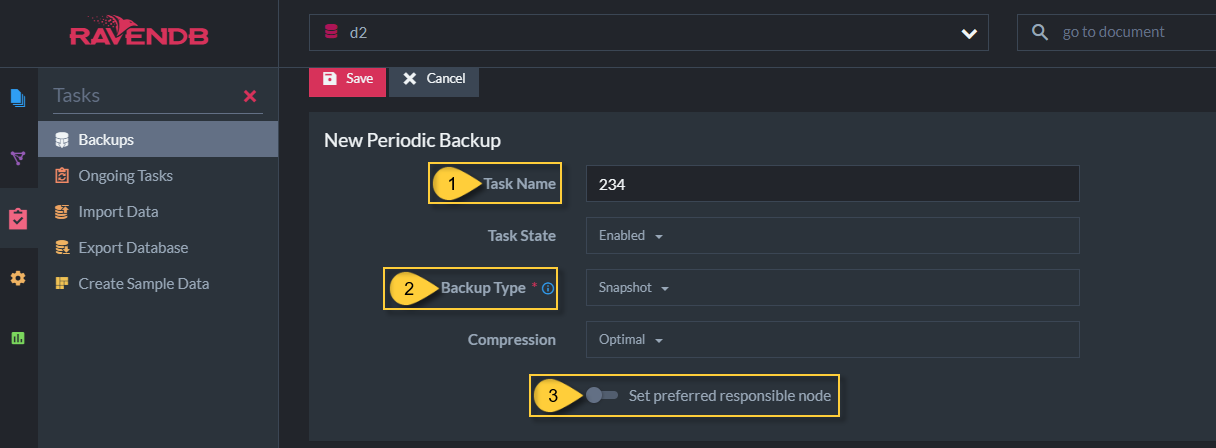 RAVENDB
d2
go to document
Tasks
Save
Cancel
Backups
Ongoing Tasks
Import Data
Export Database
Create Sample Data
New Periodic Backup
1 Task Name
234
Task State
Enabled
2 Backup Type *
Snapshot
Compression
Optimal
3 Set preferred responsible node